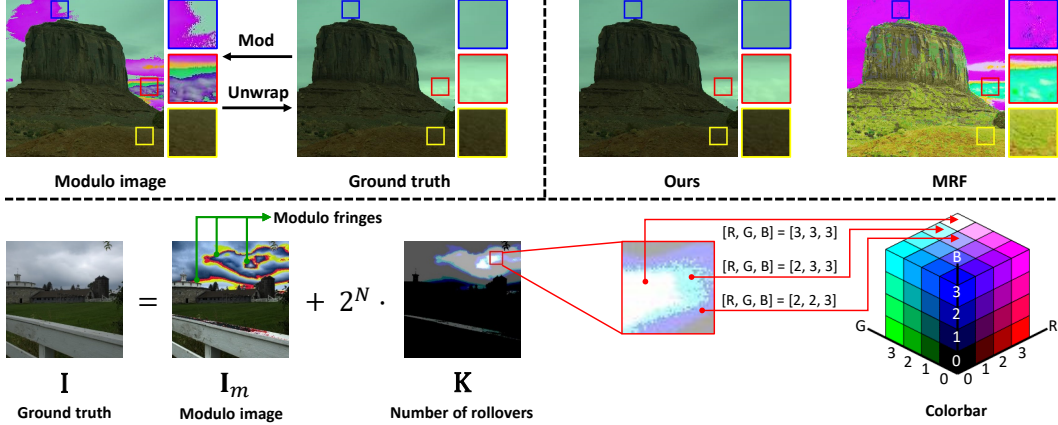 Mod
Unwrap
Modulo image
Ground truth
Ours
MRF
Modulo fringes
[R, G, B] = [3, 3, 3]
[R, G, B] = [2, 3, 3]
[R, G, B] = [2, 2, 3]
= + 2^N ·
B
3
2
1
0
G
3 2 1 0
R
0 1 2 3
I
I_m
K
Ground truth
Modulo image
Number of rollovers
Colorbar